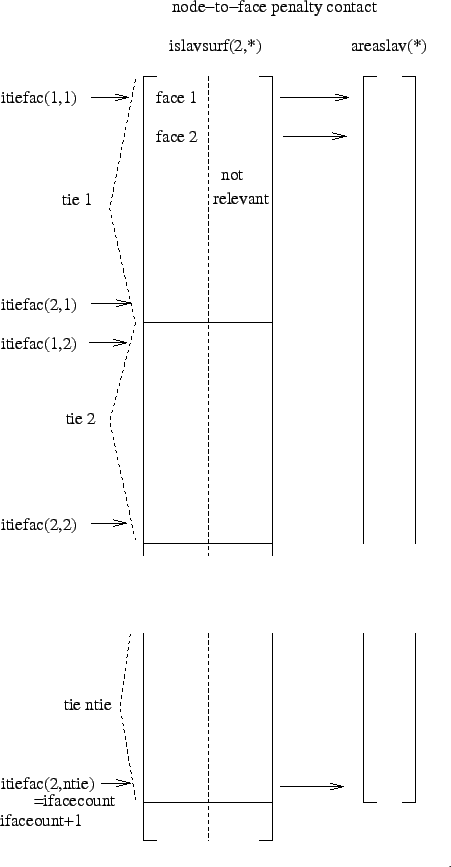 node–to–face penalty contact
islavsurf(2,*)
areaslav(*)
itiefac(1,1)
face 1
face 2
not
relevant
tie 1
itiefac(2,1)
itiefac(1,2)
tie 2
itiefac(2,2)
tie ntie
itiefac(2,ntie)
=ifacecount
ifaceount+1